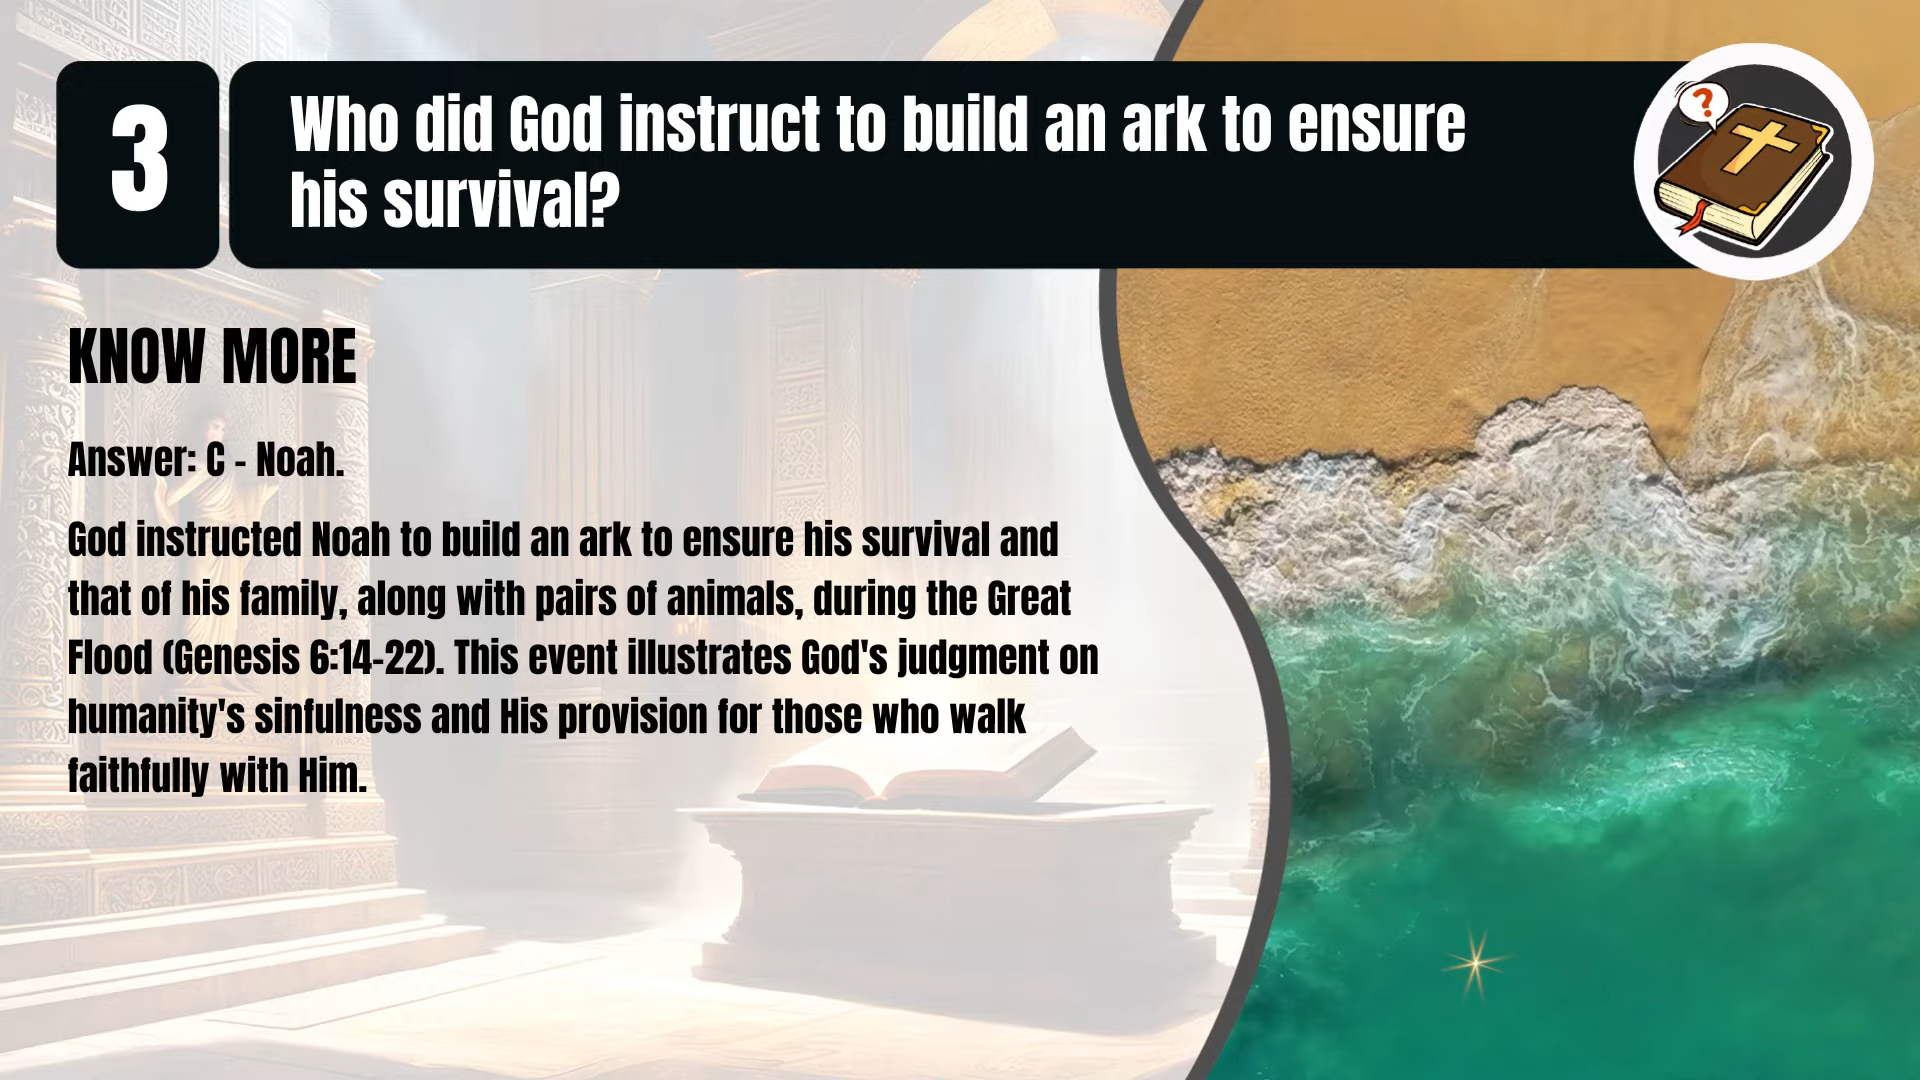 3
Who did God instruct to build an ark to ensure
his survival?
?
KNOW MORE
Answer: C - Noah.
God instructed Noah to build an ark to ensure his survival and
that of his family, along with pairs of animals, during the Great
Flood (Genesis 6:14-22). This event illustrates God's judgment on
humanity's sinfulness and His provision for those who walk
faithfully with Him.